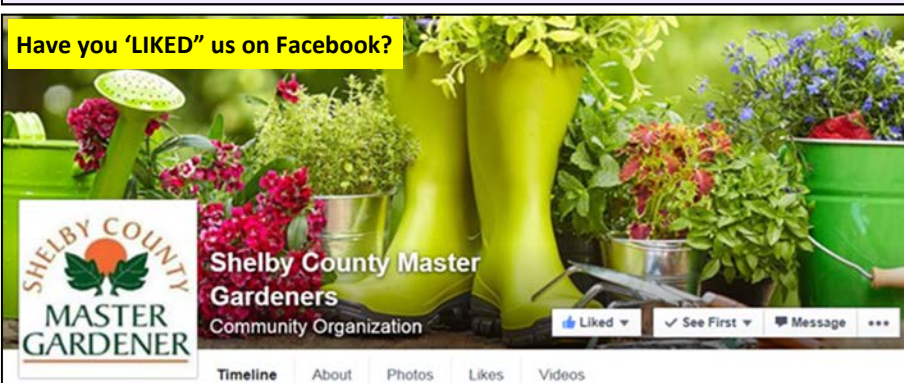 Have you ‘LIKED” us on Facebook?
SHELBY COUNTY
MASTER
GARDENER
Shelby County Master
Gardeners
Community Organization
Liked
See First
Message
Timeline About Photos Likes Videos